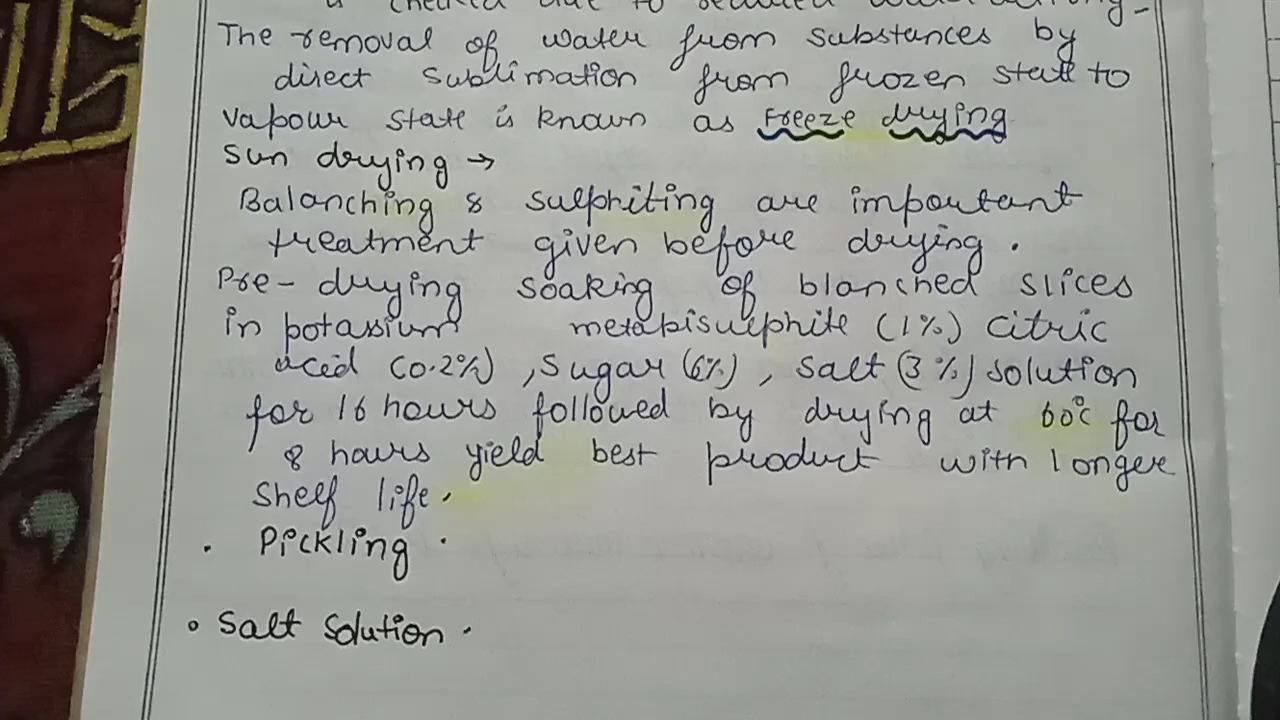 The removal of water from substances by
direct sublimation from frozen state to
vapour state is known as Freeze drying
Sun drying →
Balanching & sulphiting are important
treatment given before drying.
Pre-drying soaking of blanched slices
in potassium metabisulphite (1%) citric
acid (0.2%), sugar (6%), salt (3%) solution
for 16 hours followed by drying at 60°c for
8 hours yield best product with longer
shelf life.
• Pickling.
• Salt Solution.